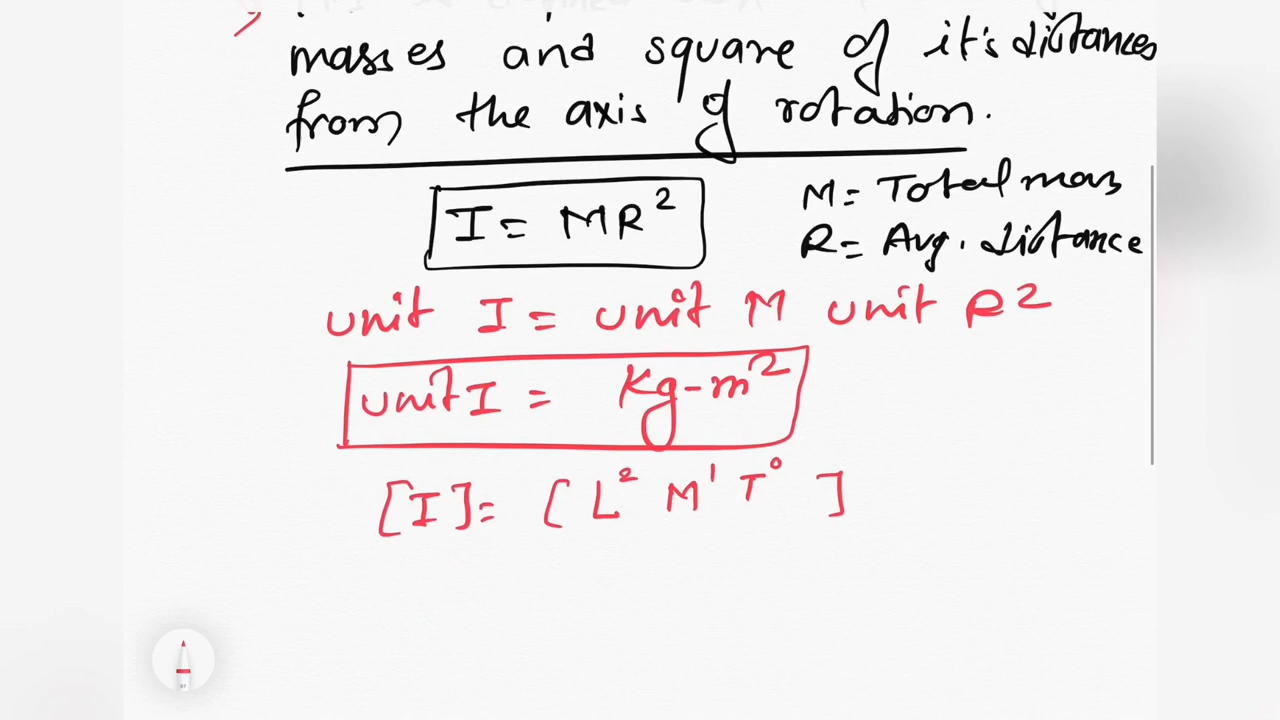 masses and square of it's distances
from the axis of rotation.
I = MR²
M = Total mass
R = Avg. distance
unit I = unit M unit R²
unit I = kg-m²
[I] = [L² M¹ T⁰]